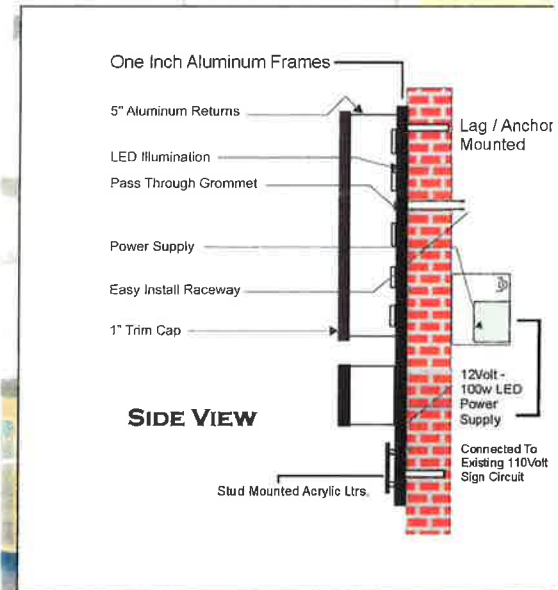 One Inch Aluminum Frames
5" Aluminum Returns
LED Illumination
Pass Through Grommet
Power Supply
Easy Install Raceway
1" Trim Cap
Lag / Anchor
Mounted
12Volt -
100w LED
Power
Supply
Connected To
Existing 110Volt
Sign Circuit
SIDE VIEW
Stud Mounted Acrylic Ltrs.